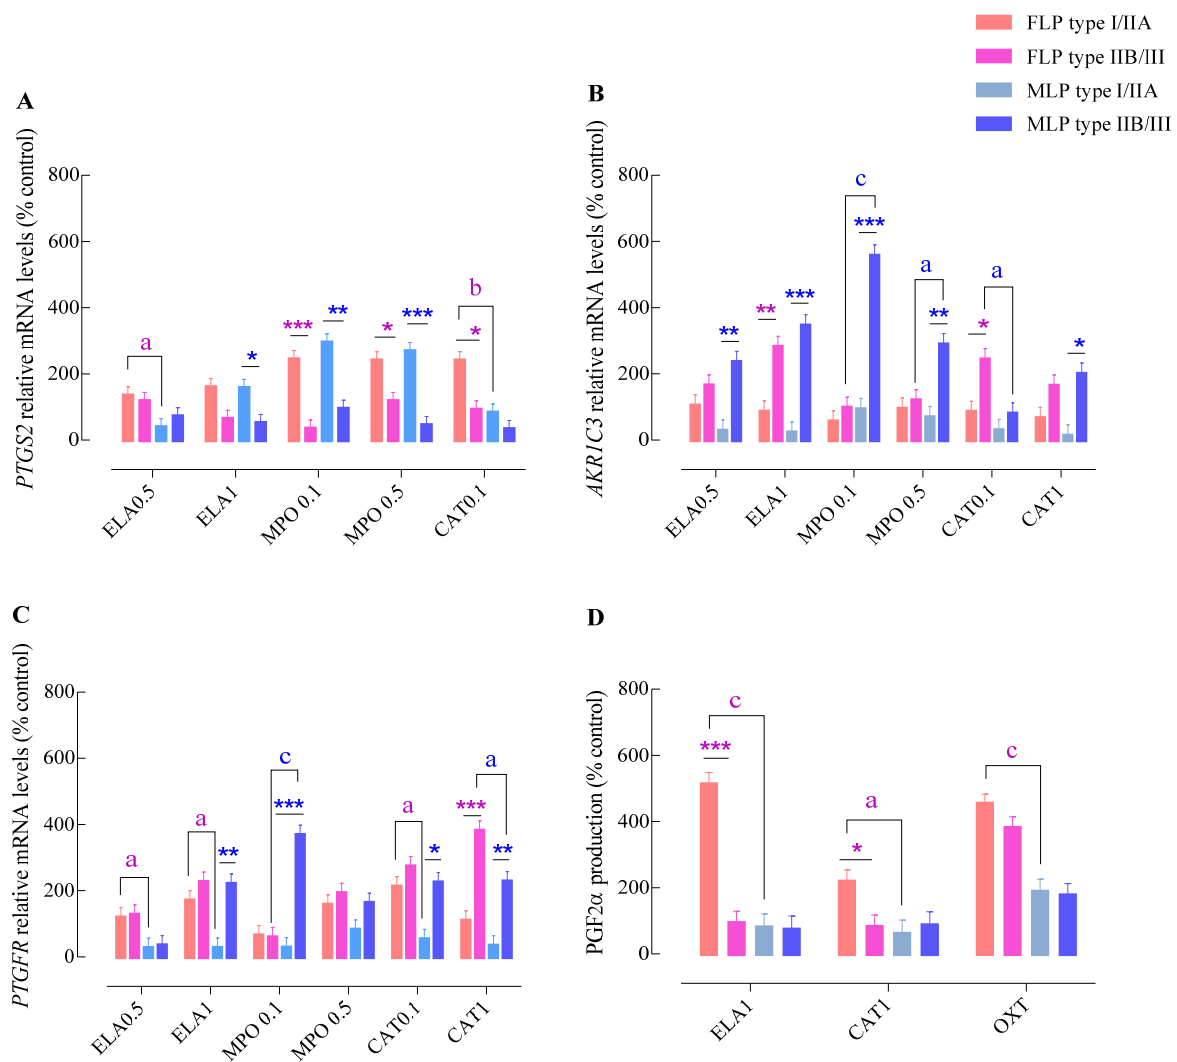 FLP type I/IIA
FLP type IIB/III
MLP type I/IIA
MLP type IIB/III
A
PTGS2 relative mRNA levels (% control)
800
600
400
200
0
a
*
***
**
*
***
b
*
ELA0.5
ELA1
MPO 0.1
MPO 0.5
CAT0.1
B
AKR1C3 relative mRNA levels (% control)
800
600
400
200
0
**
**
***
c
***
a
**
a
*
*
ELA0.5
ELA1
MPO 0.1
MPO 0.5
CAT0.1
CAT1
C
PTGFR relative mRNA levels (% control)
800
600
400
200
0
a
a
**
c
***
a
*
a
***
**
ELA0.5
ELA1
MPO 0.1
MPO 0.5
CAT0.1
CAT1
D
PGF2α production (% control)
800
600
400
200
0
c
***
a
*
c
ELA1
CAT1
OXT